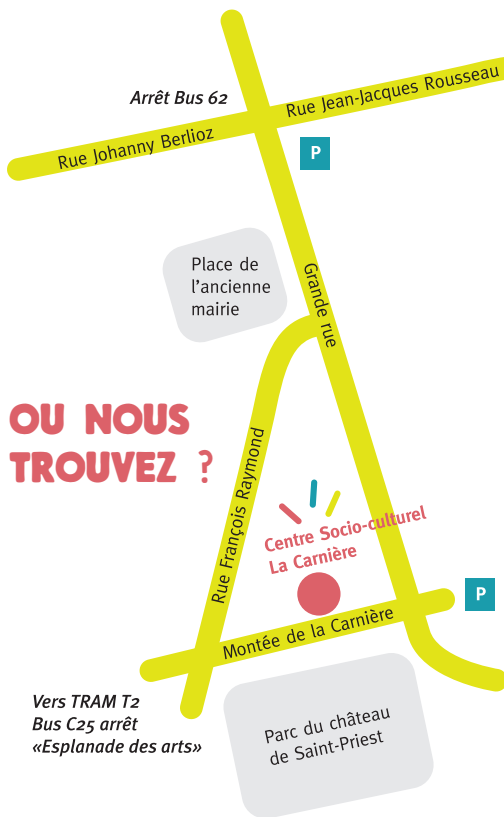 Arrêt Bus 62
Rue Jean-Jacques Rousseau
Rue Johanny Berlioz
P
Place de
l'ancienne
mairie
Grande rue
OU NOUS
TROUVEZ ?
Rue François Raymond
Centre Socio-culturel
La Carnière
P
Montée de la Carnière
Vers TRAM T2
Bus C25 arrêt
«Esplanade des arts»
Parc du château
de Saint-Priest